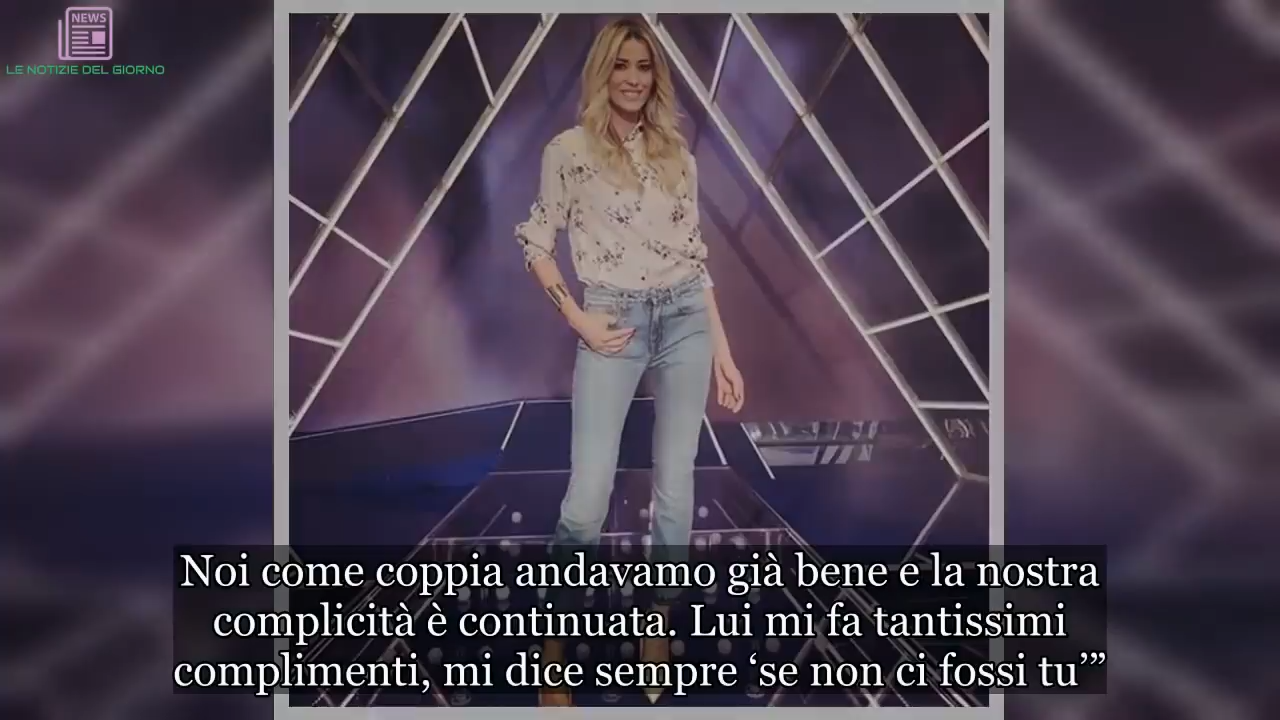 NEWS
LE NOTIZIE DEL GIORNO
Noi come coppia andavamo già bene e la nostra
complicità è continuata. Lui mi fa tantissimi
complimenti, mi dice sempre ‘se non ci fossi tu’”